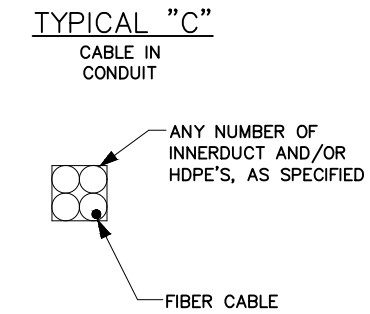 TYPICAL "C"
CABLE IN
CONDUIT
ANY NUMBER OF
INNERDUCT AND/OR
HDPE'S, AS SPECIFIED
FIBER CABLE